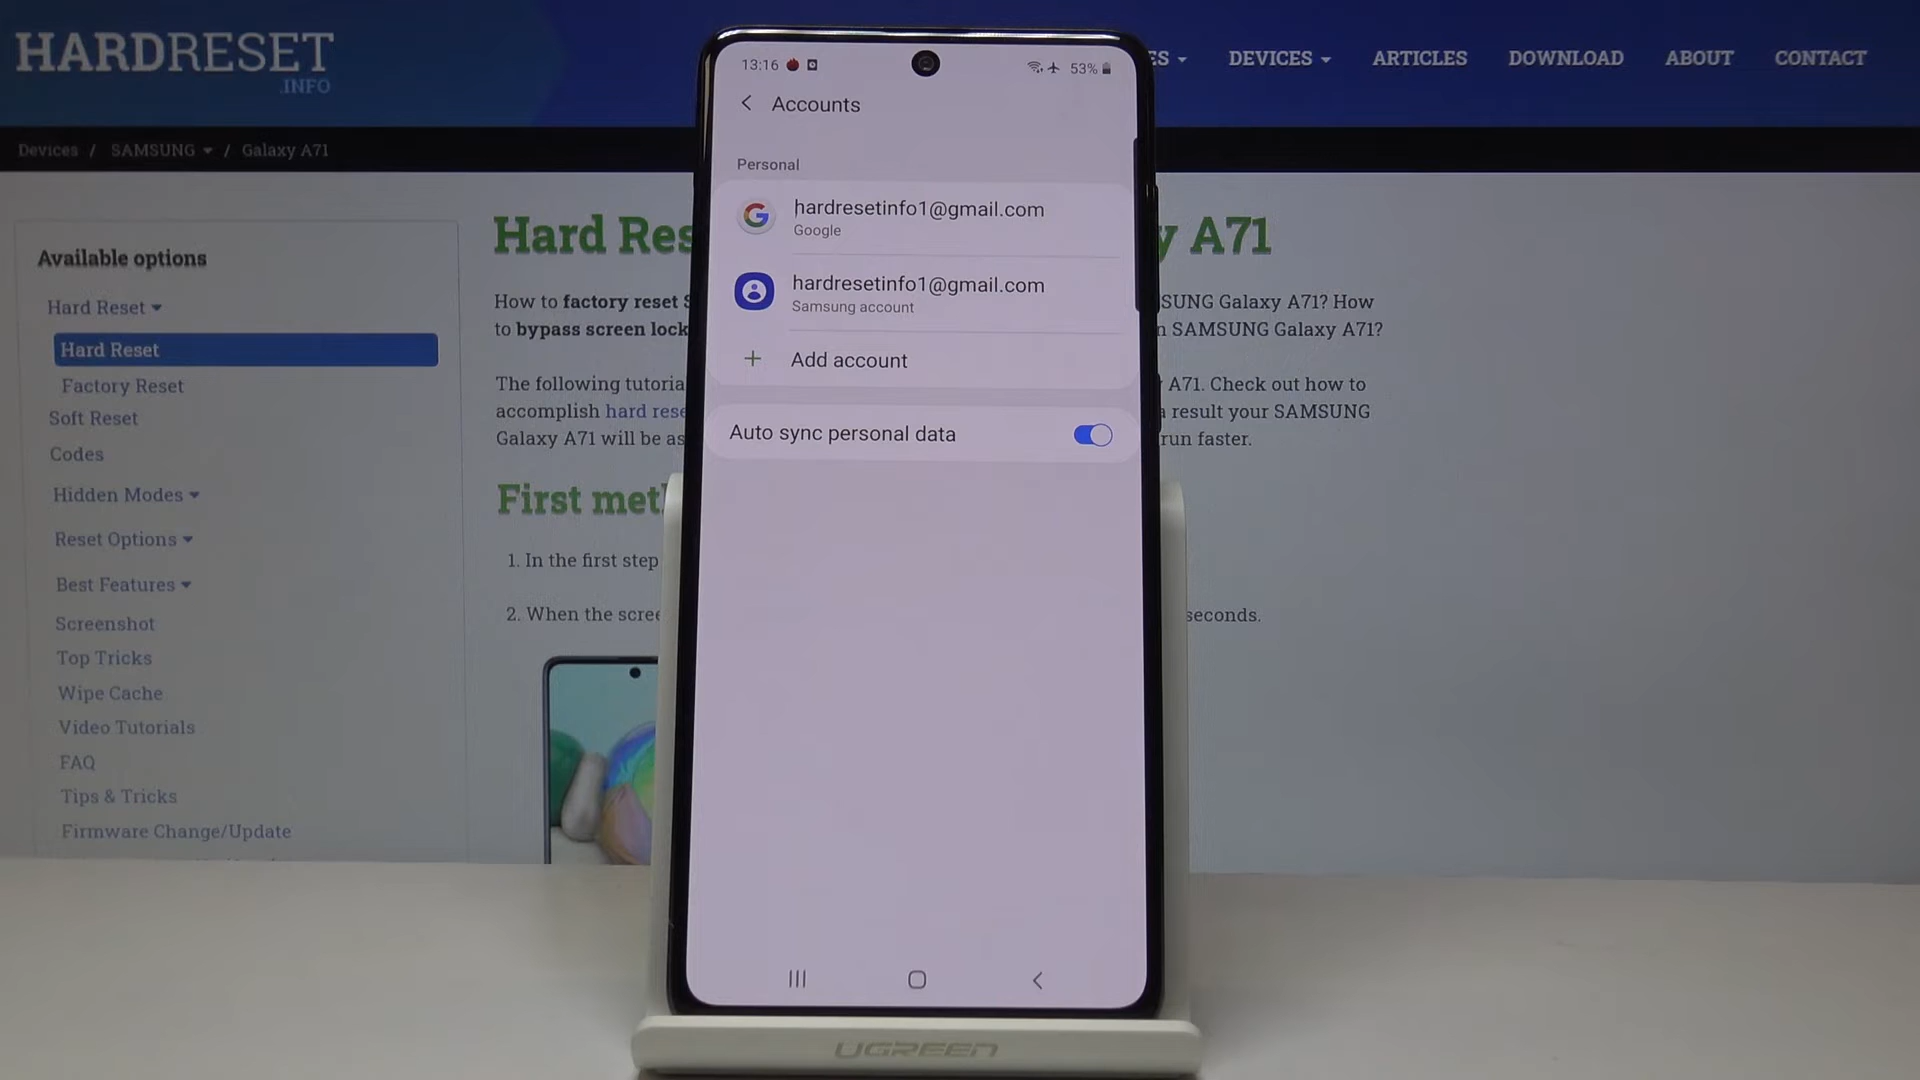 HARDRESET
.INFO
ES
DEVICES
ARTICLES
DOWNLOAD
ABOUT
CONTACT
Devices / SAMSUNG / Galaxy A71
Available options
Hard Reset
Hard Reset
Factory Reset
Soft Reset
Codes
Hidden Modes
Reset Options
Best Features
Screenshot
Top Tricks
Wipe Cache
Video Tutorials
FAQ
Tips & Tricks
Firmware Change/Update
Hard Res
y A71
How to factory reset S
SUNG Galaxy A71? How
to bypass screen lock
n SAMSUNG Galaxy A71?
The following tutoria
A71. Check out how to
accomplish hard rese
a result your SAMSUNG
Galaxy A71 will be as
run faster.
First met
1. In the first step
2. When the scree
seconds.
13:16
53%
Accounts
Personal
hardresetinfo1@gmail.com
Google
hardresetinfo1@gmail.com
Samsung account
+ Add account
Auto sync personal data
UGREEN